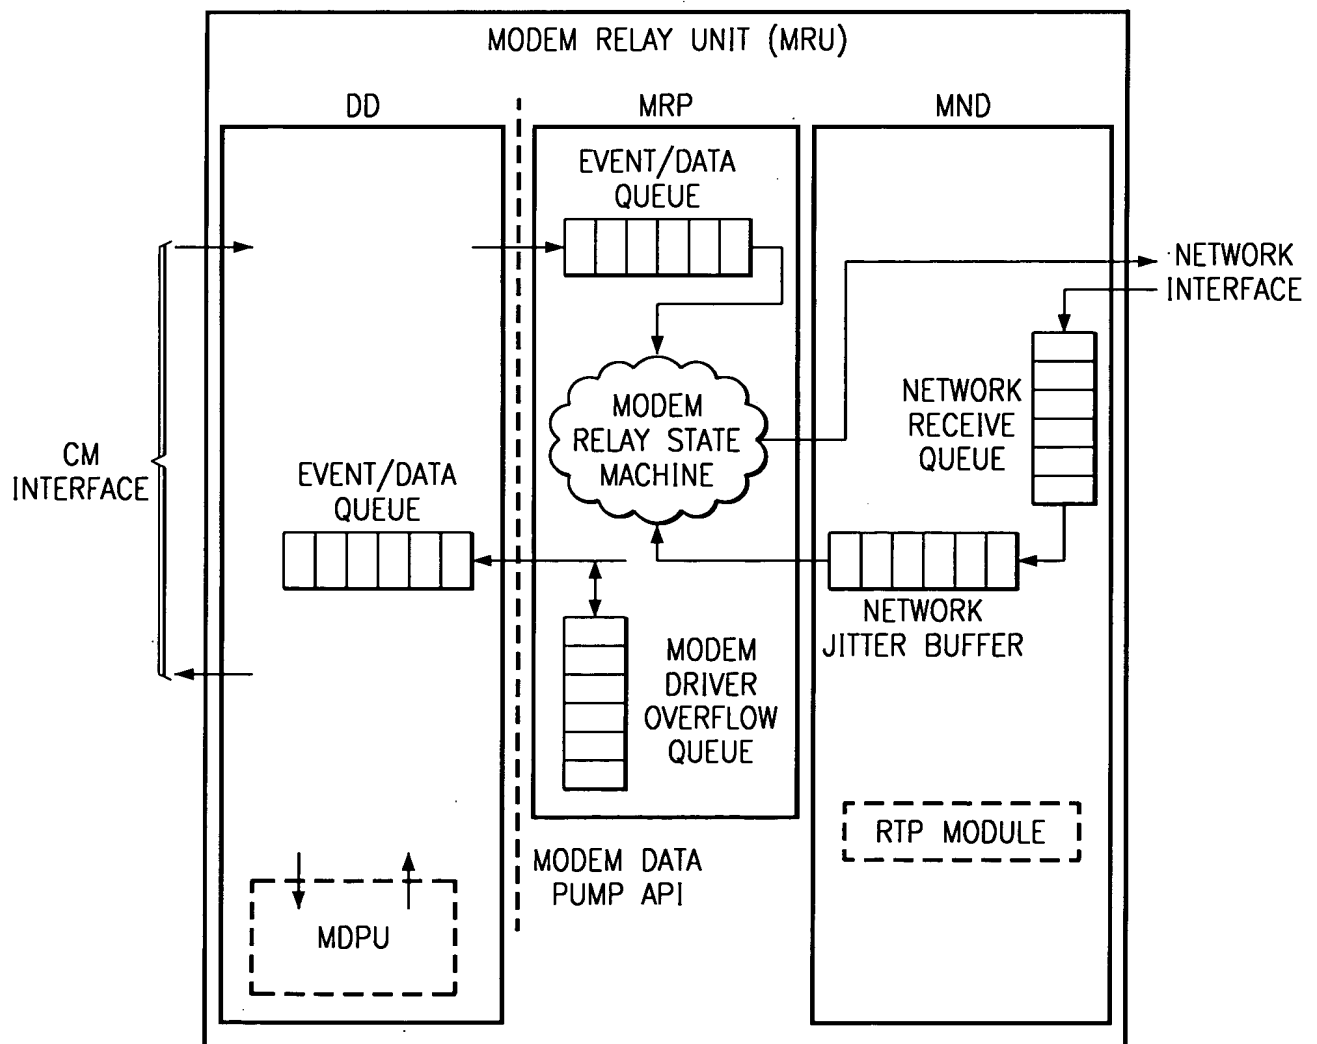 MODEM RELAY UNIT (MRU)
DD
MRP
MND
EVENT/DATA
QUEUE
NETWORK
INTERFACE
MODEM
RELAY STATE
MACHINE
NETWORK
RECEIVE
QUEUE
CM
INTERFACE
EVENT/DATA
QUEUE
NETWORK
JITTER BUFFER
MODEM
DRIVER
OVERFLOW
QUEUE
RTP MODULE
MODEM DATA
PUMP API
MDPU